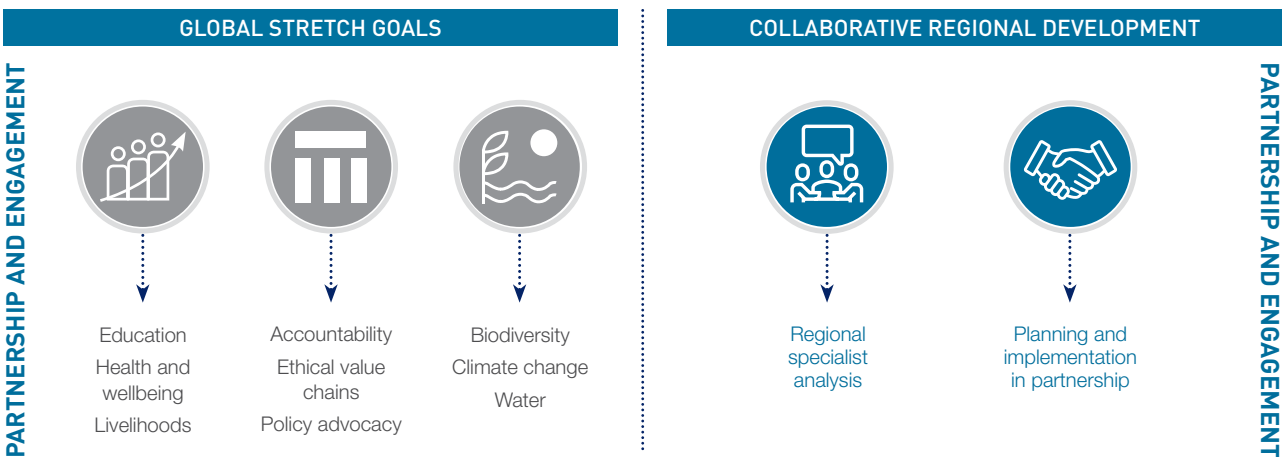 GLOBAL STRETCH GOALS
PARTNERSHIP AND ENGAGEMENT
Education
Health and
wellbeing
Livelihoods
Accountability
Ethical value
chains
Policy advocacy
Biodiversity
Climate change
Water
COLLABORATIVE REGIONAL DEVELOPMENT
Regional
specialist
analysis
Planning and
implementation
in partnership
PARTNERSHIP AND ENGAGEMENT